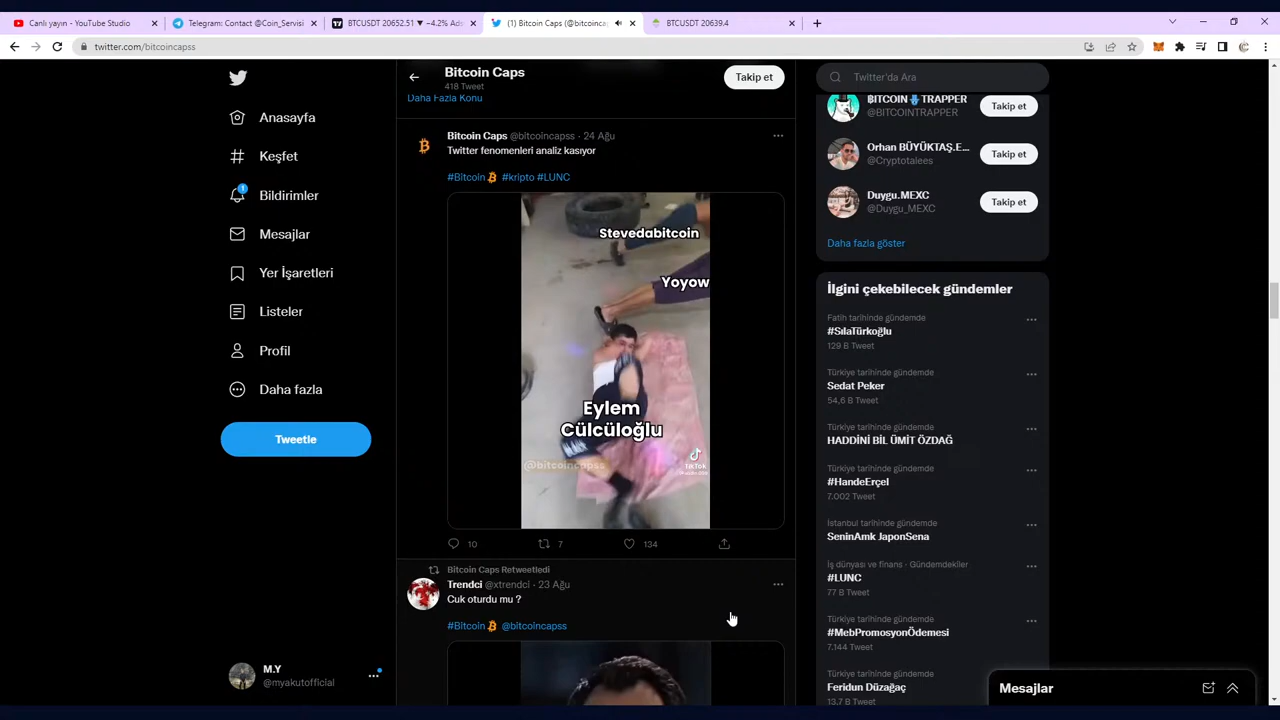 Canlı yayın - YouTube Studio
Telegram: Contact @Coin_Servisi
BTCUSDT 20652.51 ▼ −4.2% Adsı
(1) Bitcoin Caps (@bitcoincap
BTCUSDT 20639.4
twitter.com/bitcoincapss
Anasayfa
Keşfet
1
Bildirimler
Mesajlar
Yer İşaretleri
Listeler
Profil
Daha fazla
Tweetle
M.Y
@myakutofficial
Bitcoin Caps
418 Tweet
Takip et
Daha Fazla Konu
Bitcoin Caps @bitcoincapss · 24 Ağu
Twitter fenomenleri analiz kasıyor
#Bitcoin #kripto #LUNC
Stevedabitcoin
Yoyow
Eylem
Cülcüloğlu
@bitcoincapss
TikTok
10 7 134
Bitcoin Caps Retweetledi
Trendci @xtrendci · 23 Ağu
Cuk oturdu mu ?
#Bitcoin @bitcoincapss
Twitter'da Ara
BITCOIN TRAPPER
@BITCOINTRAPPER
Takip et
Orhan BÜYÜKTAŞ.E...
@Cryptotalees
Takip et
Duygu.MEXC
@Duygu_MEXC
Takip et
Daha fazla göster
İlgini çekebilecek gündemler
Fatih tarihinde gündemde
#SılaTürkoğlu
129 B Tweet
Türkiye tarihinde gündemde
Sedat Peker
54,6 B Tweet
Türkiye tarihinde gündemde
HADDİNİ BİL ÜMİT ÖZDAĞ
Türkiye tarihinde gündemde
#HandeErçel
7.002 Tweet
İstanbul tarihinde gündemde
SeninAmk JaponSena
İş dünyası ve finans · Gündemdekiler
#LUNC
77 B Tweet
Türkiye tarihinde gündemde
#MebPromosyonÖdemesi
7.144 Tweet
Türkiye tarihinde gündemde
Feridun Düzağaç
13,7 B Tweet
Mesajlar